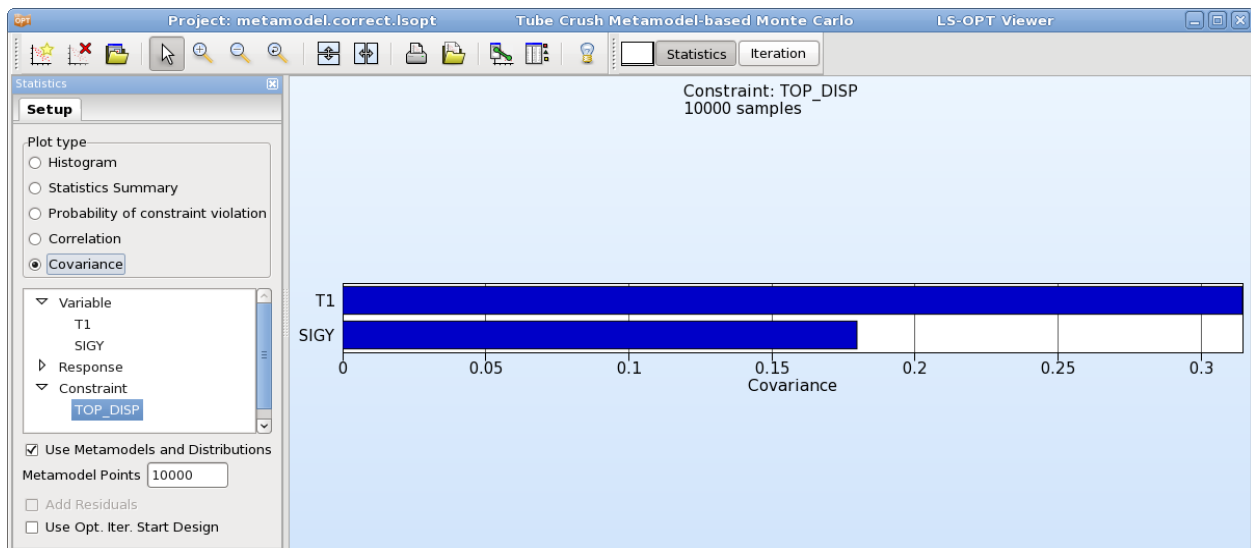 OPT Project: metamodel.correct.lsopt Tube Crush Metamodel-based Monte Carlo LS-OPT Viewer
Statistics Iteration
Statistics
Setup
Plot type
Histogram
Statistics Summary
Probability of constraint violation
Correlation
Covariance
Variable
T1
SIGY
Response
Constraint
TOP_DISP
Use Metamodels and Distributions
Metamodel Points 10000
Add Residuals
Use Opt. Iter. Start Design
Constraint: TOP_DISP
10000 samples
T1
SIGY
0 0.05 0.1 0.15 0.2 0.25 0.3
Covariance